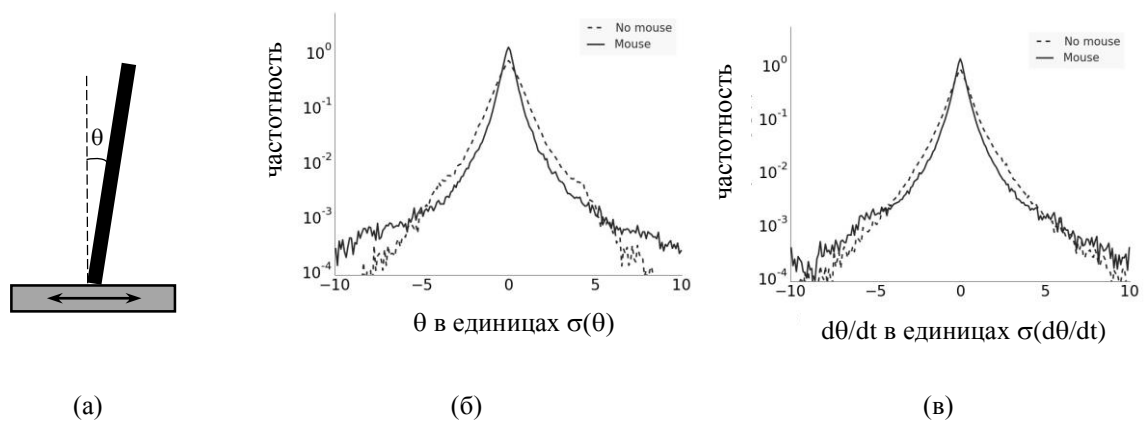 θ
(а)
частотность
No mouse
Mouse
10^0
10^-1
10^-2
10^-3
10^-4
−10
−5
0
5
10
θ в единицах σ(θ)
(б)
частотность
No mouse
Mouse
10^0
10^-1
10^-2
10^-3
10^-4
−10
−5
0
5
10
dθ/dt в единицах σ(dθ/dt)
(в)